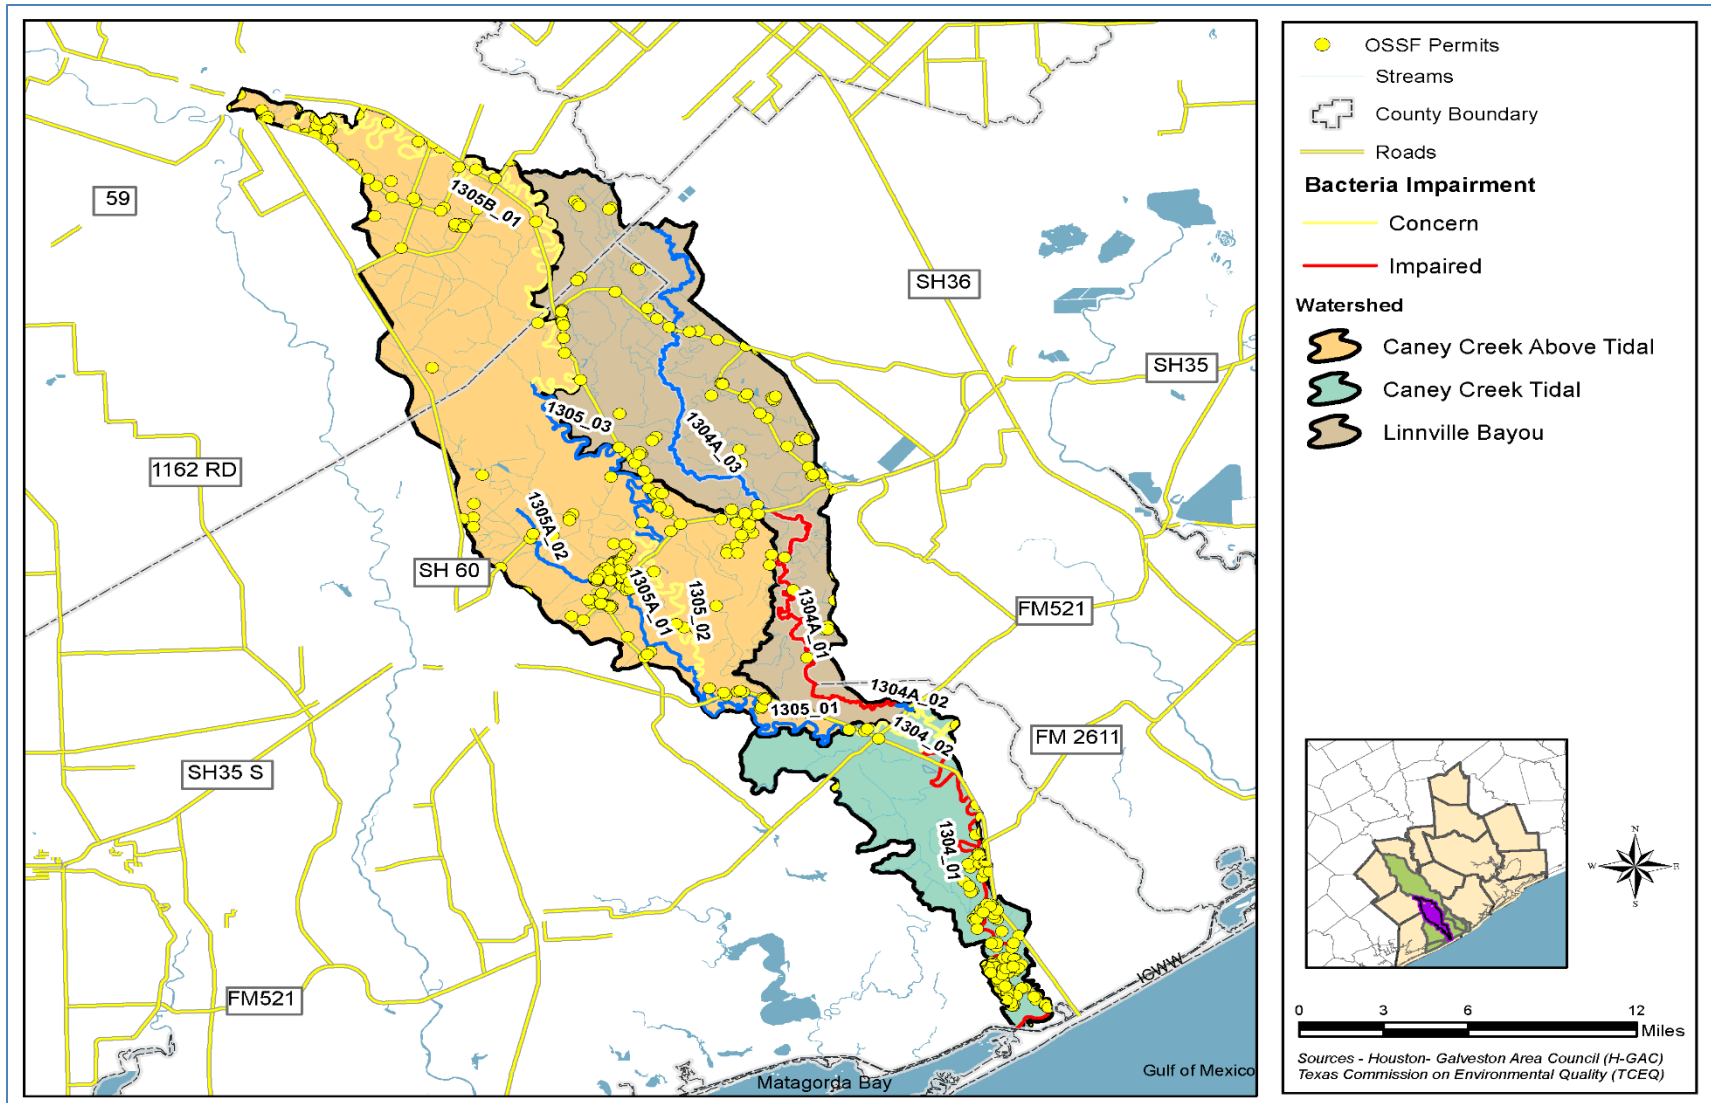 59
1305B_01
SH36
SH35
1305_03
1304A_03
1162 RD
1305A_02
SH 60
1305A_01
1305_02
1304A_01
FM521
1304A_02
1305_01
1304_02
FM 2611
SH35 S
1304_01
ICWW
FM521
Gulf of Mexico
Matagorda Bay
OSSF Permits
Streams
County Boundary
Roads
Bacteria Impairment
Concern
Impaired
Watershed
Caney Creek Above Tidal
Caney Creek Tidal
Linnville Bayou
N
W E
S
0 3 6 12
Miles
Sources - Houston- Galveston Area Council (H-GAC)
Texas Commission on Environmental Quality (TCEQ)